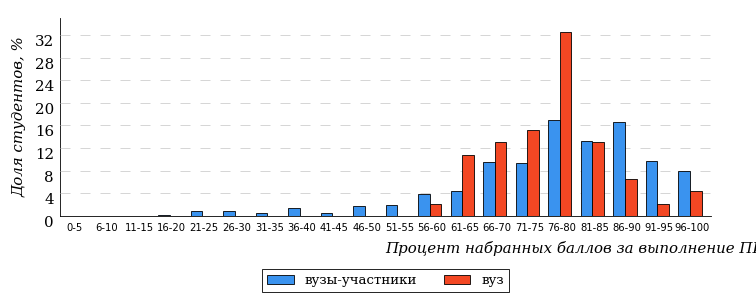 Доля студентов, %
32
28
24
20
16
12
8
4
0
0-5 6-10 11-15 16-20 21-25 26-30 31-35 36-40 41-45 46-50 51-55 56-60 61-65 66-70 71-75 76-80 81-85 86-90 91-95 96-100
Процент набранных баллов за выполнение
вузы-участники вуз